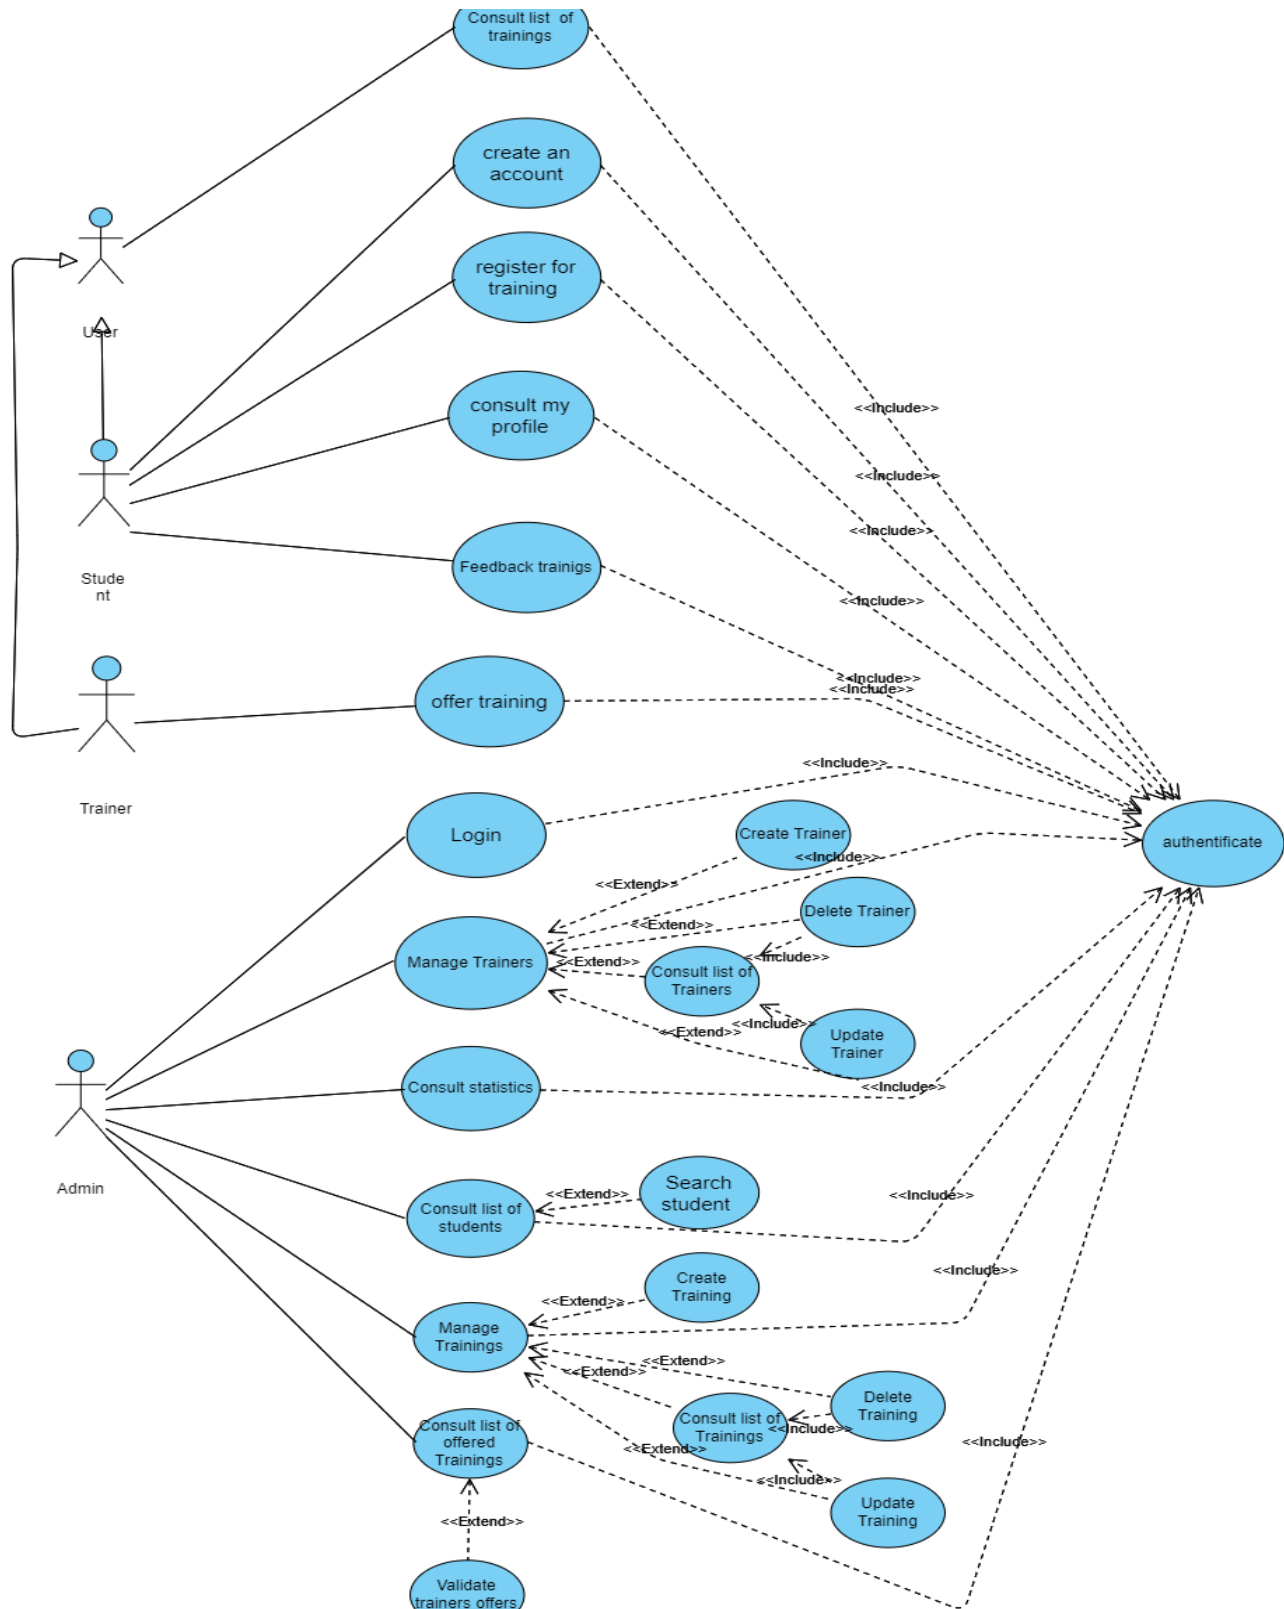 Consult list of
trainings
create an
account
register for
training
User
consult my
profile
<<Include>>
<<Include>>
<<Include>>
Feedback trainigs
Stude
nt
<<Include>>
<<Include>>
<<Include>>
offer training
<<Include>>
Trainer
Login
Create Trainer
authentificate
<<Include>>
<<Extend>>
Delete Trainer
<<Extend>>
Manage Trainers
<<Extend>>
<<Include>>
Consult list of
Trainers
<<Include>>
<<Extend>>
Update
Trainer
Consult statistics
<<Include>>
Admin
Search
student
<<Extend>>
<<Include>>
Consult list of
students
<<Include>>
Create
Training
<<Extend>>
Manage
Trainings
<<Extend>>
<<Extend>>
Delete
Training
Consult list of
Trainings
<<Include>>
Consult list of
offered
Trainings
<<Include>>
<<Extend>>
<<Include>>
Update
Training
<<Extend>>
Validate
trainers offers